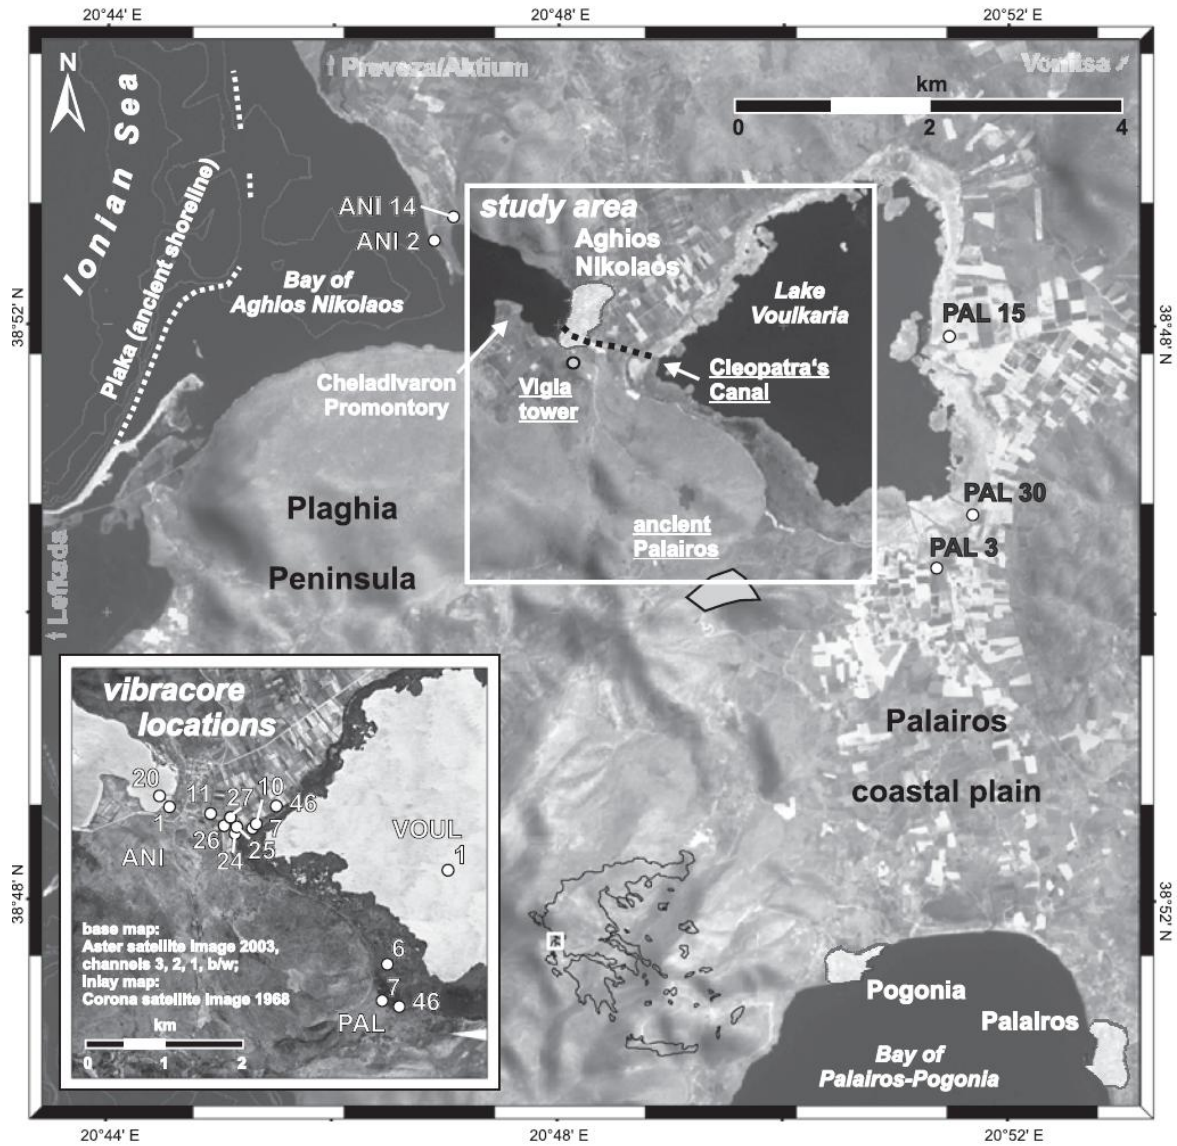 20°44' E
20°48' E
20°52' E
N
↑ Preveza/Aktium
Vonitsa ↗
km
0 2 4
Ionian Sea
Plaka (ancient shoreline)
ANI 14
ANI 2
study area
Aghios
Nikolaos
Bay of
Aghios Nikolaos
Lake
Voulkaria
38°52' N
38°48' N
PAL 15
Cheladivaron
Promontory
Vigla
tower
Cleopatra's
Canal
Plaghia
Peninsula
PAL 30
ancient
Palairos
PAL 3
↑ Lefkada
vibracore
locations
20
11
27
10
46
1
26
7
ANI
24
25
VOUL
1
Palairos
coastal plain
38°48' N
38°52' N
base map:
Aster satellite image 2003,
channels 3, 2, 1, b/w;
Inlay map:
Corona satellite image 1968
6
7
46
PAL
km
0 1 2
Pogonia
Palairos
Bay of
Palairos-Pogonia
20°44' E
20°48' E
20°52' E